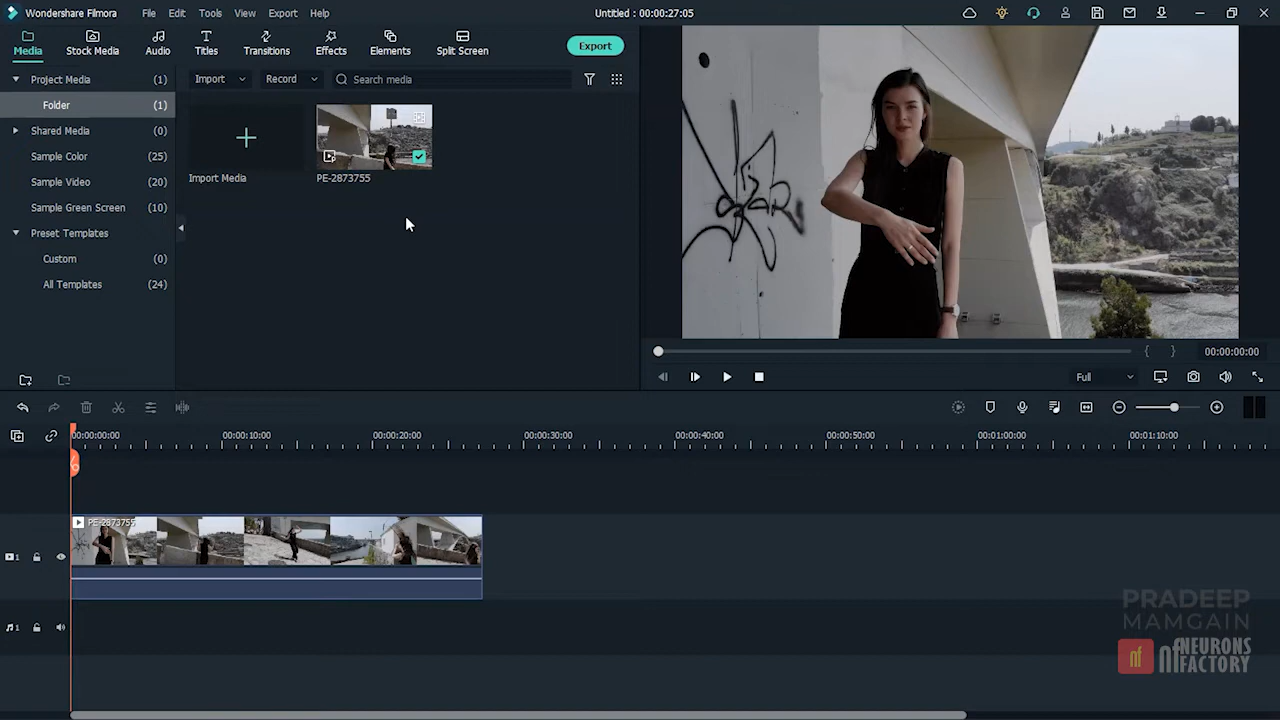 Wondershare Filmora File Edit Tools View Export Help Untitled : 00:00:27:05
Media Stock Media Audio Titles Transitions Effects Elements Split Screen Export
Project Media (1)
Folder (1)
Shared Media (0)
Sample Color (25)
Sample Video (20)
Sample Green Screen (10)
Preset Templates
Custom (0)
All Templates (24)
Import Record Search media
Import Media PE-2873755
00:00:00:00
Full
00:00:00:00 00:00:10:00 00:00:20:00 00:00:30:00 00:00:40:00 00:00:50:00 00:01:00:00 00:01:10:00
PE-2873755
1
1
PRADEEP
MAMGAIN
nf nf NEURONS
FACTORY